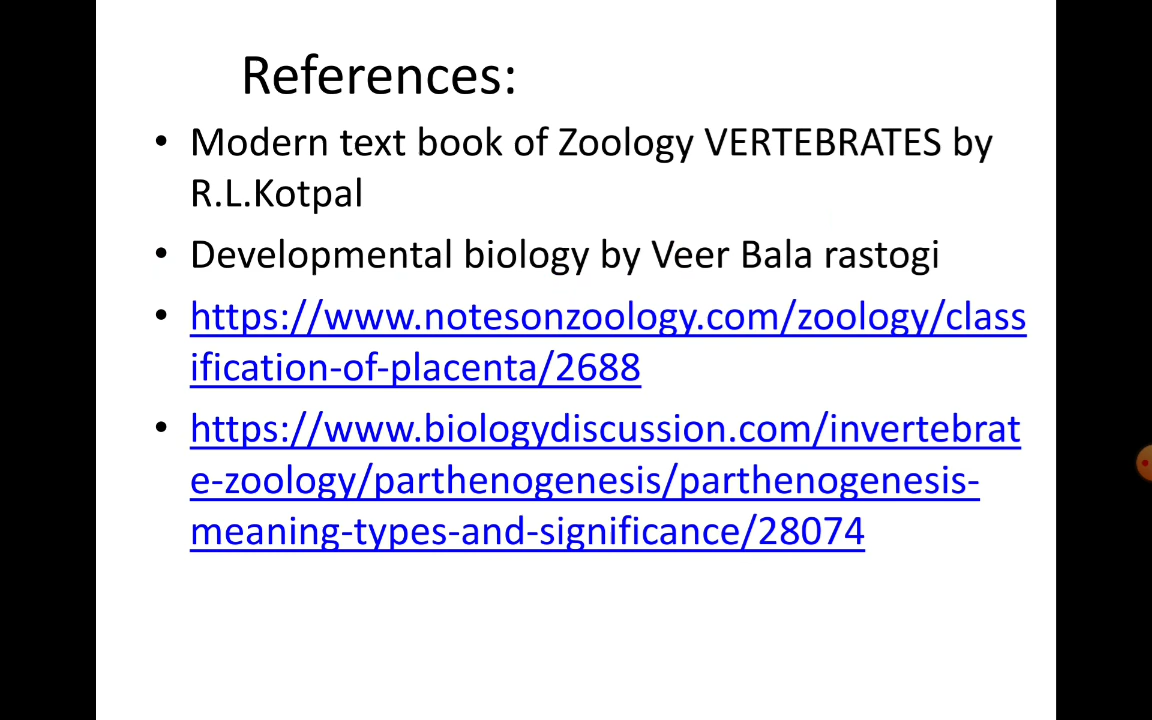 References:
• Modern text book of Zoology VERTEBRATES by
R.L.Kotpal
• Developmental biology by Veer Bala rastogi
• https://www.notesonzoology.com/zoology/class
ification-of-placenta/2688
• https://www.biologydiscussion.com/invertebrat
e-zoology/parthenogenesis/parthenogenesis-
meaning-types-and-significance/28074